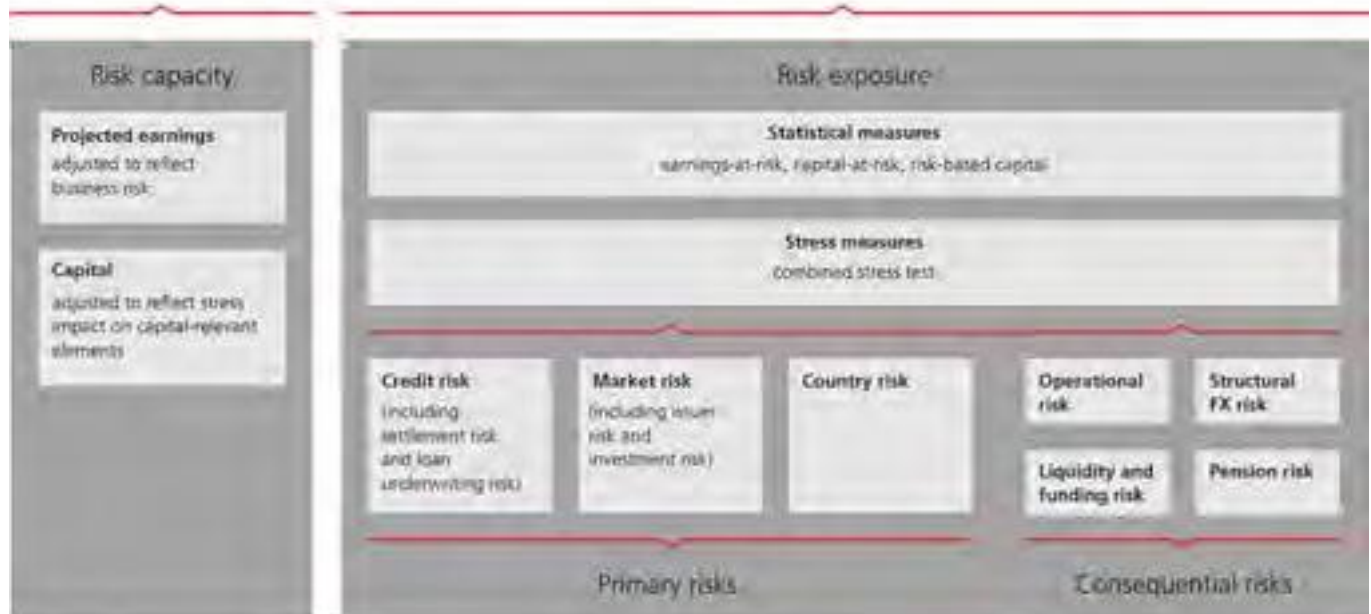 Risk capacity
Projected earnings
adjusted to reflect
business risk
Capital
adjusted to reflect stress
impact on capital-relevant
elements
Risk exposure
Statistical measures
earnings-at-risk, capital-at-risk, risk-based capital
Stress measures
combined stress test
Credit risk
(including
settlement risk
and loan
underwriting risk)
Market risk
(including issuer
risk and
investment risk)
Country risk
Operational
risk
Structural
FX risk
Liquidity and
funding risk
Pension risk
Primary risks
Consequential risks